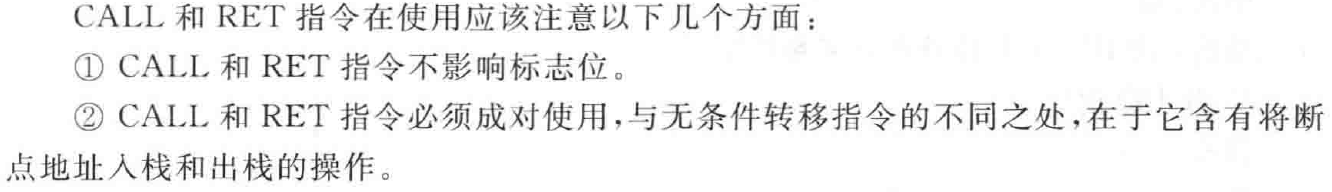 CALL 和 RET 指令在使用应该注意以下几个方面：
① CALL 和 RET 指令不影响标志位。
② CALL 和 RET 指令必须成对使用,与无条件转移指令的不同之处,在于它含有将断
点地址入栈和出栈的操作。